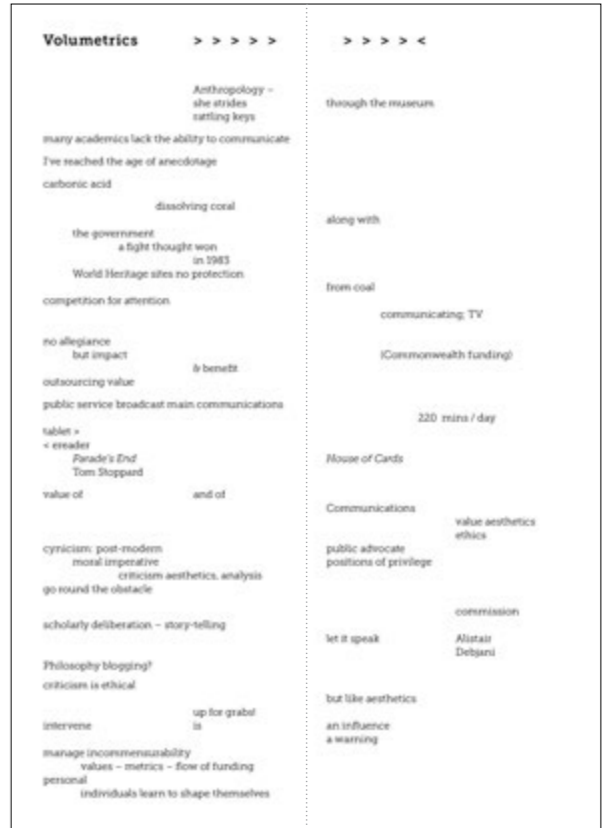 Volumetrics > > > > >
Anthropology –
she strides
rattling keys
many academics lack the ability to communicate
I've reached the age of anecdotage
carbonic acid
dissolving coral
the government
a fight thought won
in 1983
World Heritage sites no protection
competition for attention
no allegiance
but impact
& benefit
outsourcing value
public service broadcast main communications
tablet >
< ereader
Parade's End
Tom Stoppard
value of and of
cynicism: post-modern
moral imperative
criticism aesthetics, analysis
go round the obstacle
scholarly deliberation – story-telling
Philosophy blogging?
criticism is ethical
up for grabs!
intervene is
manage incommensurability
values – metrics – flow of funding
personal
individuals learn to shape themselves
> > > > <
through the museum
along with
from coal
communicating; TV
(Commonwealth funding)
220 mins / day
House of Cards
Communications
value aesthetics
ethics
public advocate
positions of privilege
commission
let it speak Alistair
Debjani
but like aesthetics
an influence
a warning